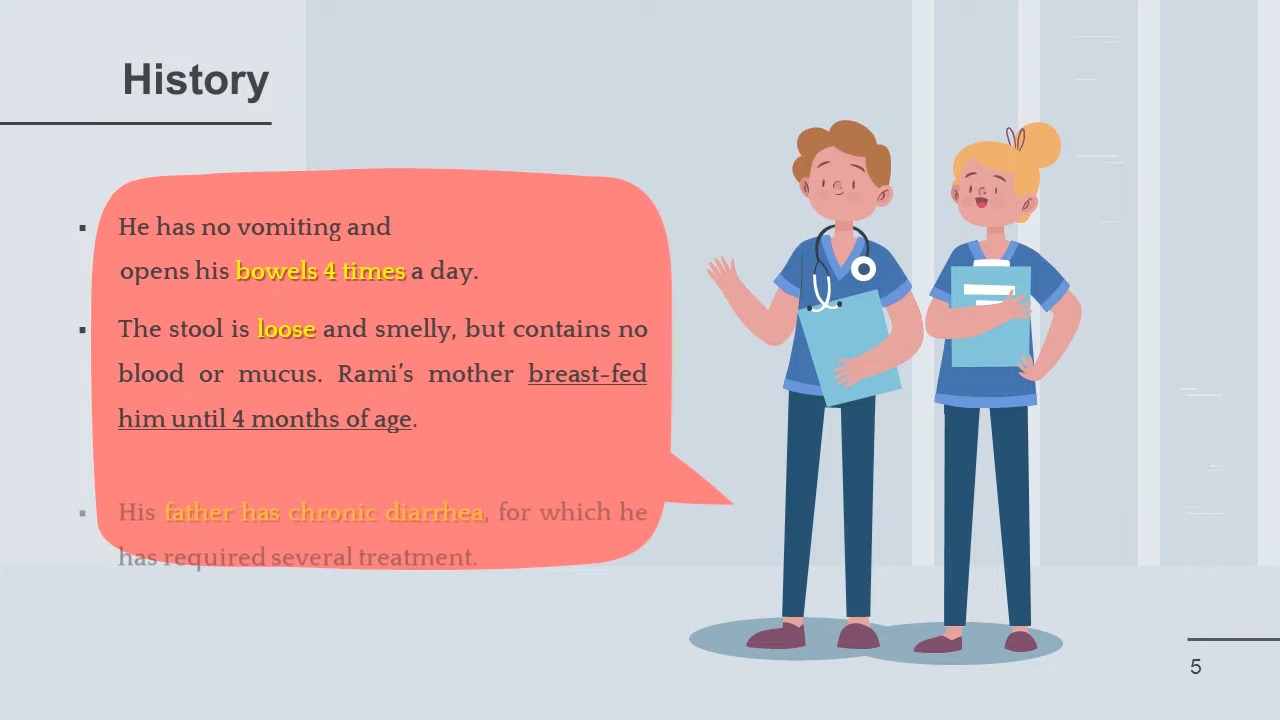 History
▪ He has no vomiting and
opens his bowels 4 times a day.
▪ The stool is loose and smelly, but contains no
blood or mucus. Rami’s mother breast-fed
him until 4 months of age.
▪ His father has chronic diarrhea, for which he
has required several treatment.
5